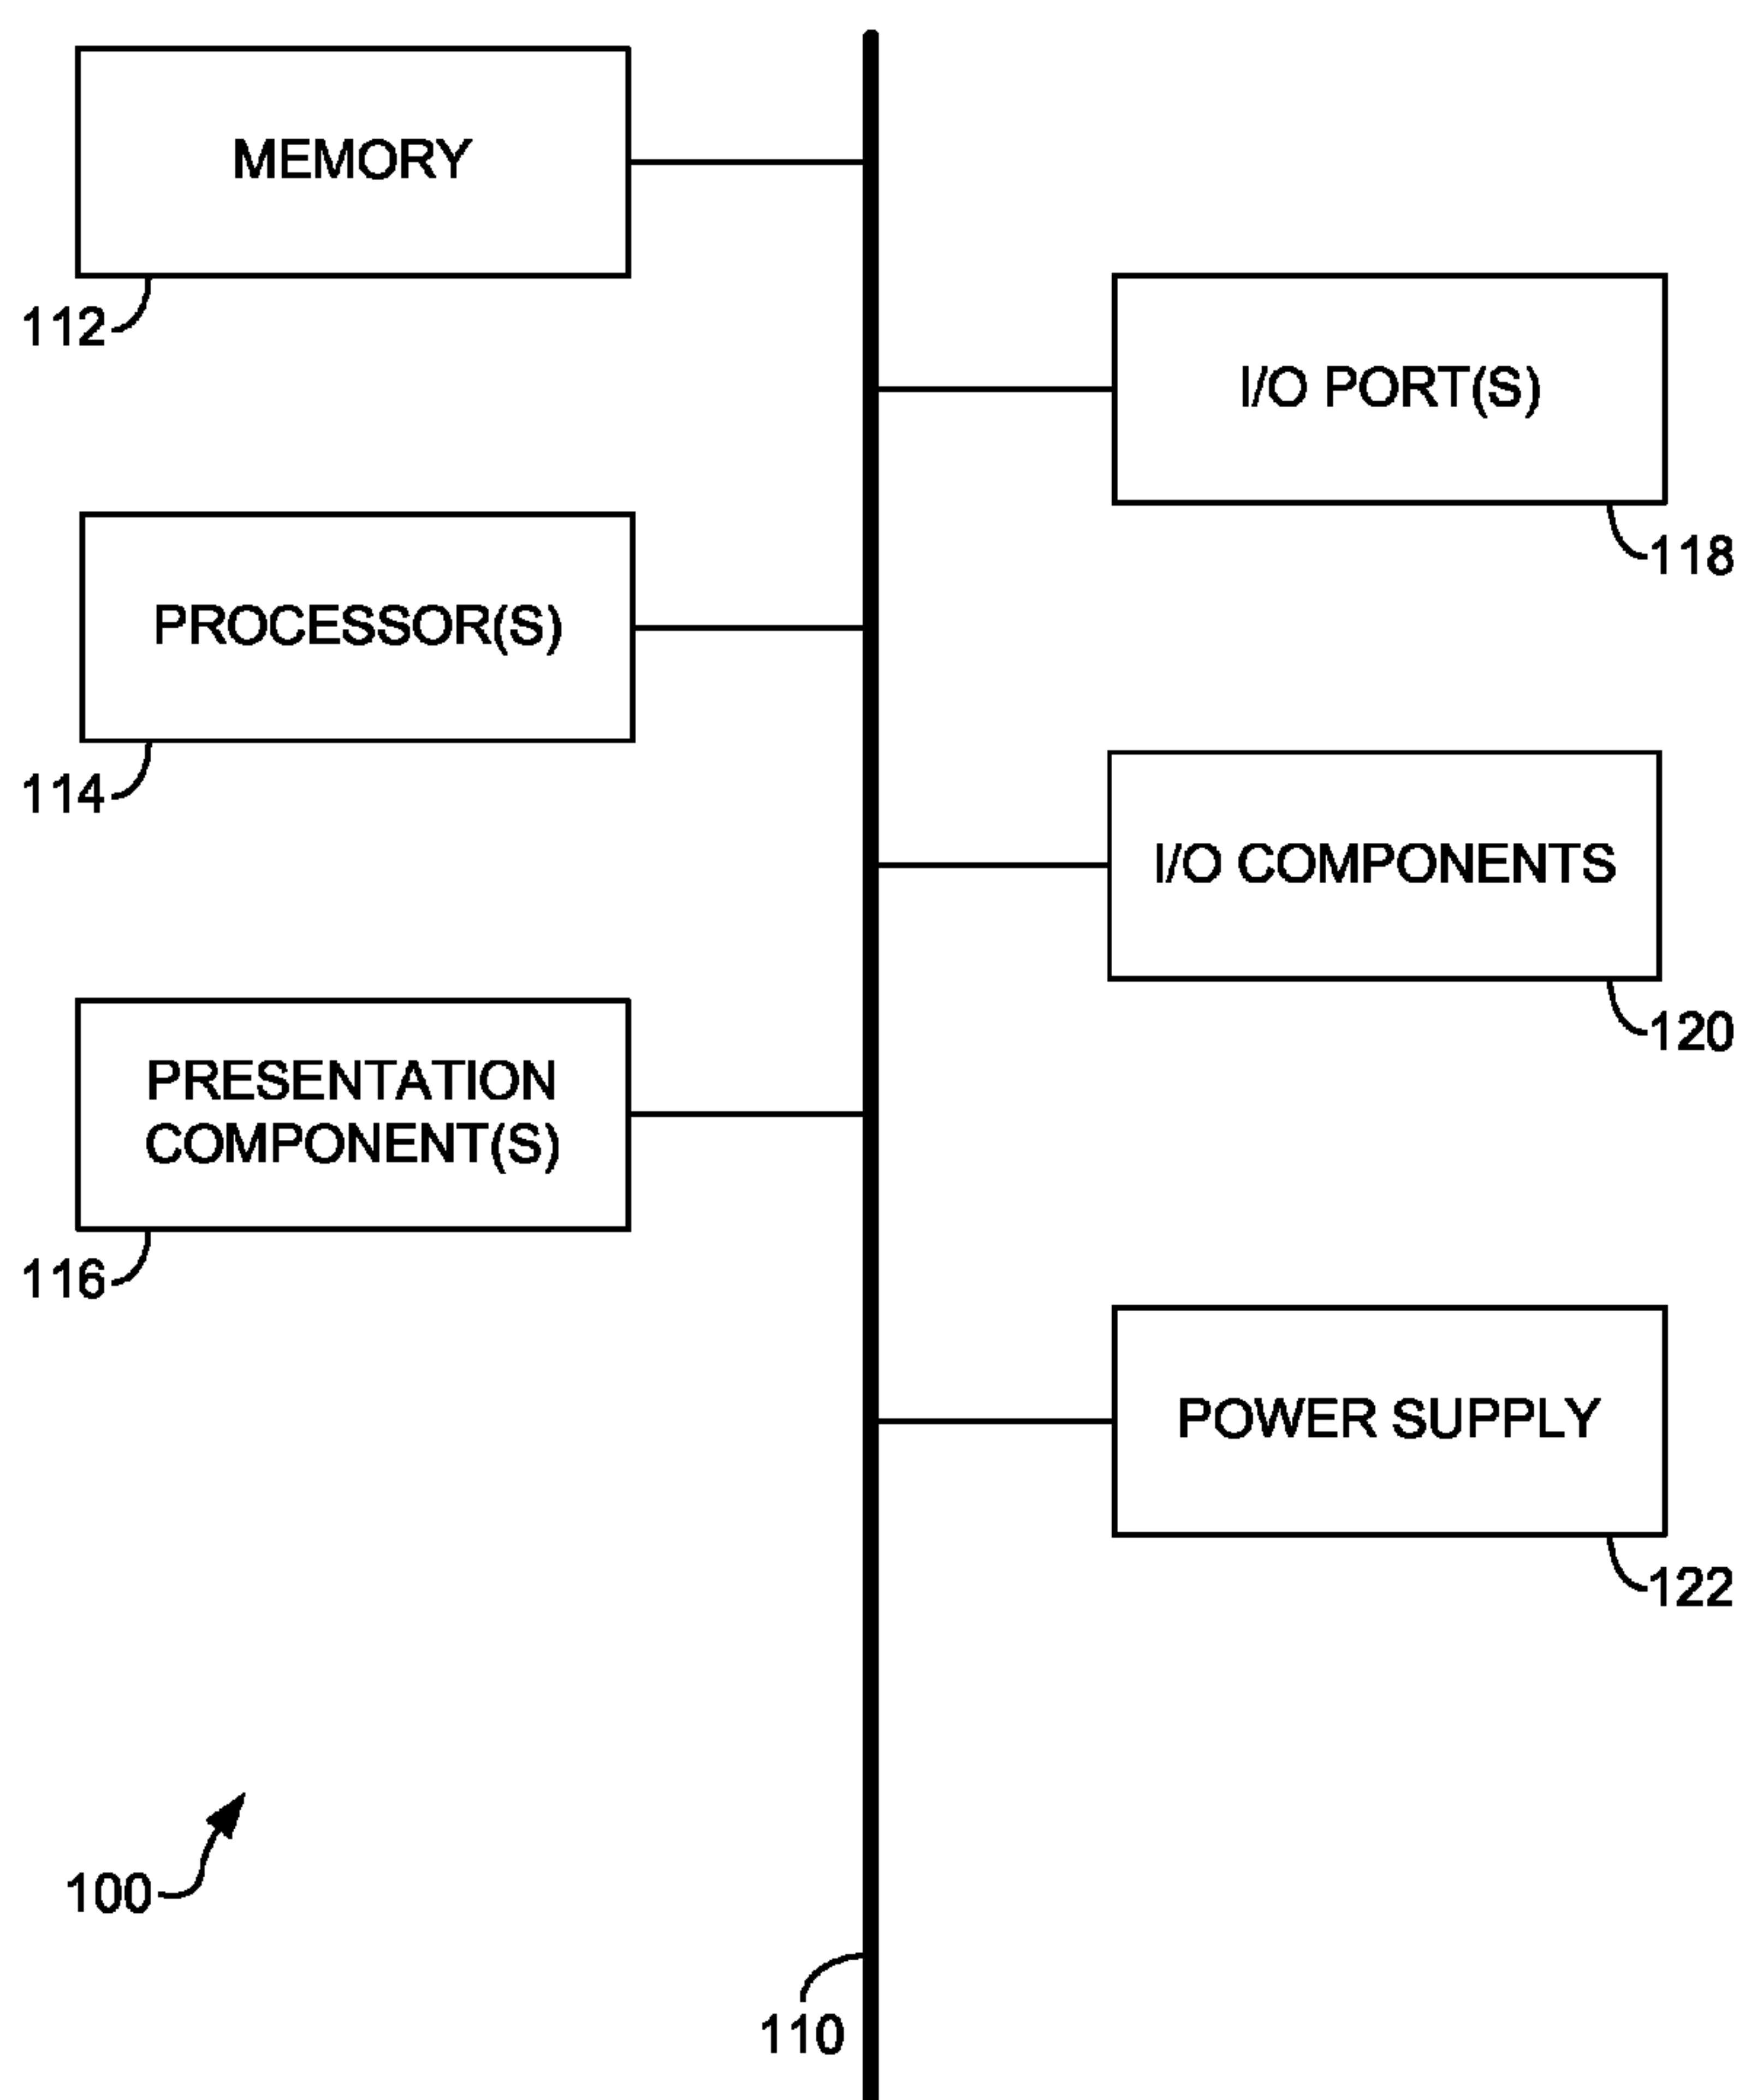 MEMORY
112
I/O PORT(S)
118
PROCESSOR(S)
114
I/O COMPONENTS
120
PRESENTATION
COMPONENT(S)
116
POWER SUPPLY
122
100
110